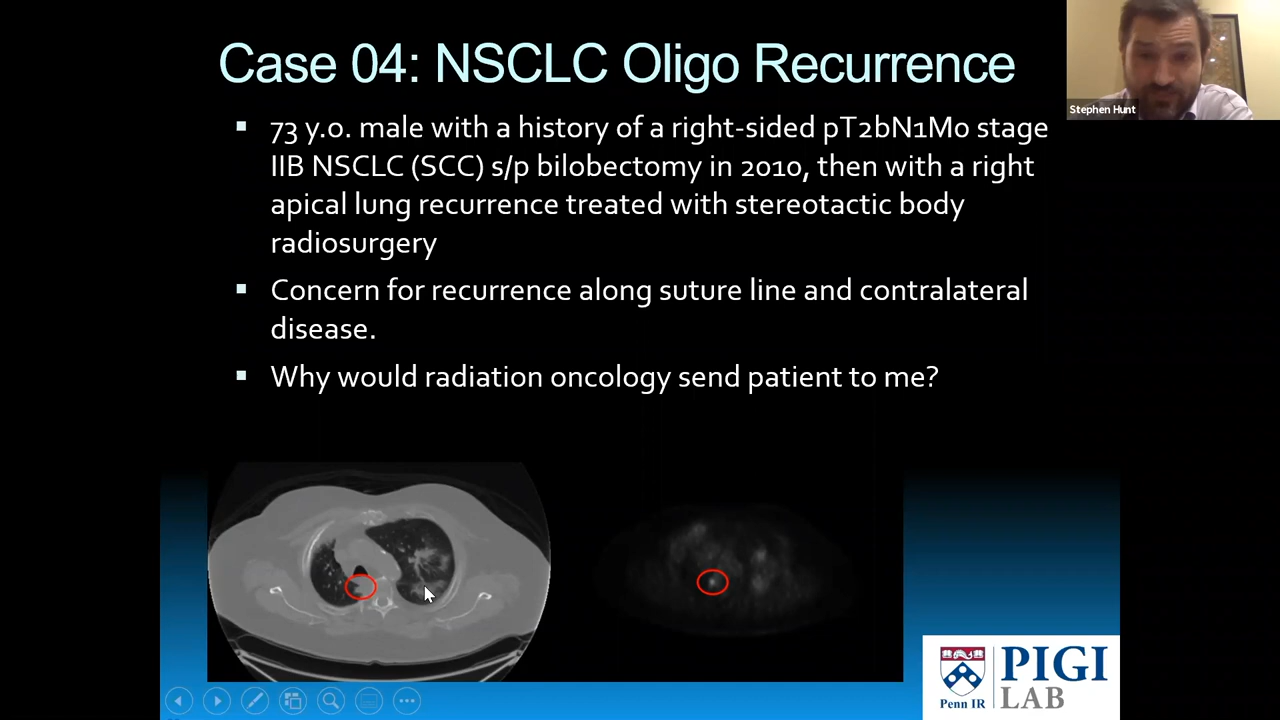 Case 04: NSCLC Oligo Recurrence
Stephen Hunt
73 y.o. male with a history of a right-sided pT2bN1M0 stage
IIB NSCLC (SCC) s/p bilobectomy in 2010, then with a right
apical lung recurrence treated with stereotactic body
radiosurgery
Concern for recurrence along suture line and contralateral
disease.
Why would radiation oncology send patient to me?
Penn IR
PIGI
LAB